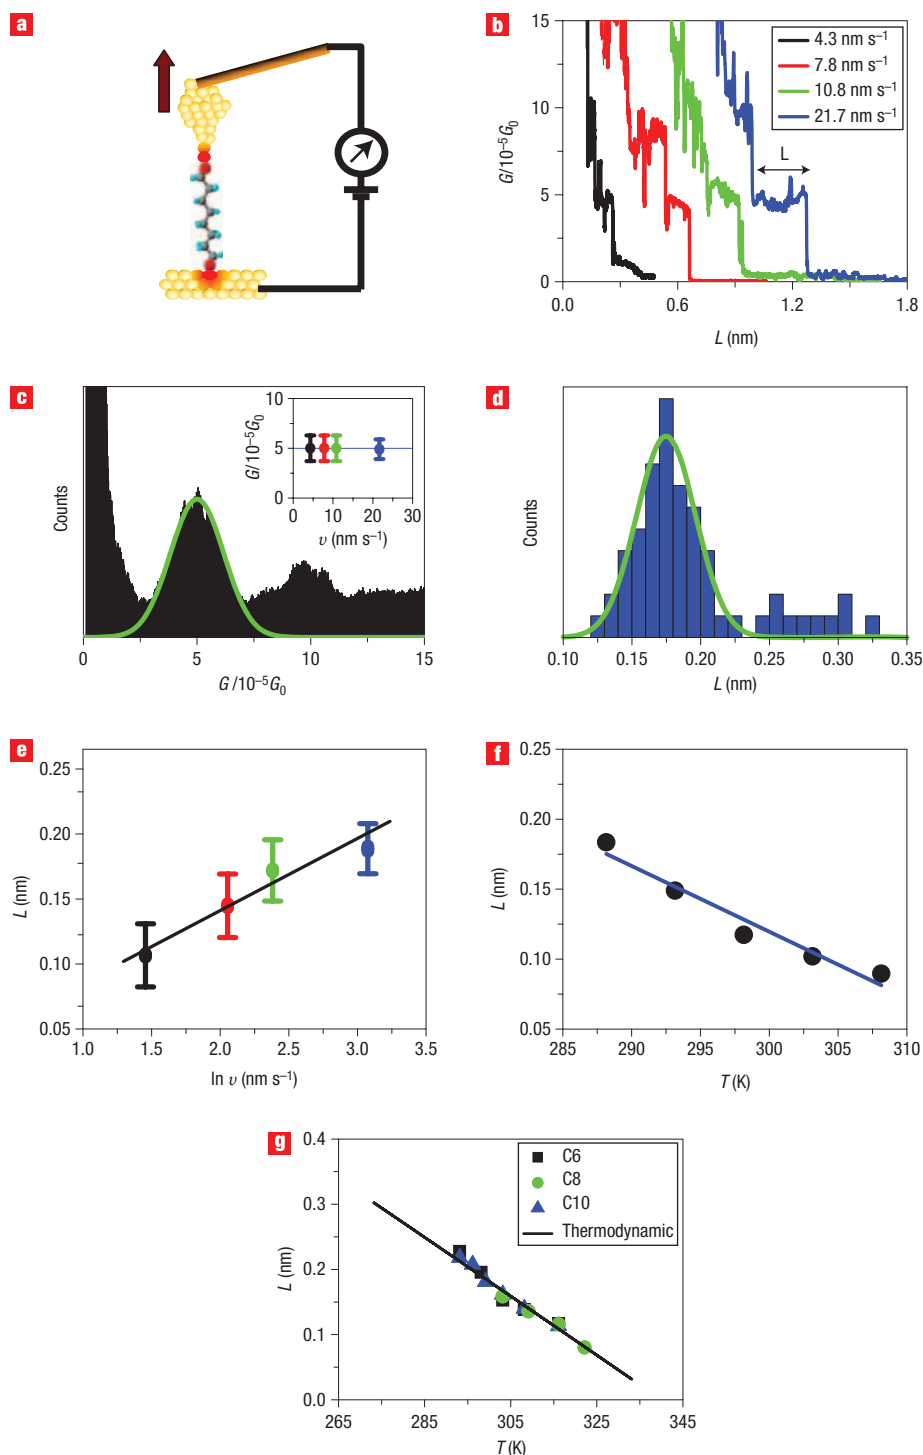 a
b
G/10⁻⁵G₀
15
10
5
0
4.3 nm s⁻¹
7.8 nm s⁻¹
10.8 nm s⁻¹
21.7 nm s⁻¹
L
0.0
0.6
1.2
1.8
L (nm)
c
Counts
G/10⁻⁵G₀
10
5
0
0
10
20
30
υ (nm s⁻¹)
0
5
10
15
G/10⁻⁵G₀
d
Counts
0.10
0.15
0.20
0.25
0.30
0.35
L (nm)
e
L (nm)
0.25
0.20
0.15
0.10
0.05
1.0
1.5
2.0
2.5
3.0
3.5
ln υ (nm s⁻¹)
f
L (nm)
0.25
0.20
0.15
0.10
0.05
285
290
295
300
305
310
T (K)
g
L (nm)
0.4
0.3
0.2
0.1
0.0
C6
C8
C10
Thermodynamic
265
285
305
325
345
T (K)